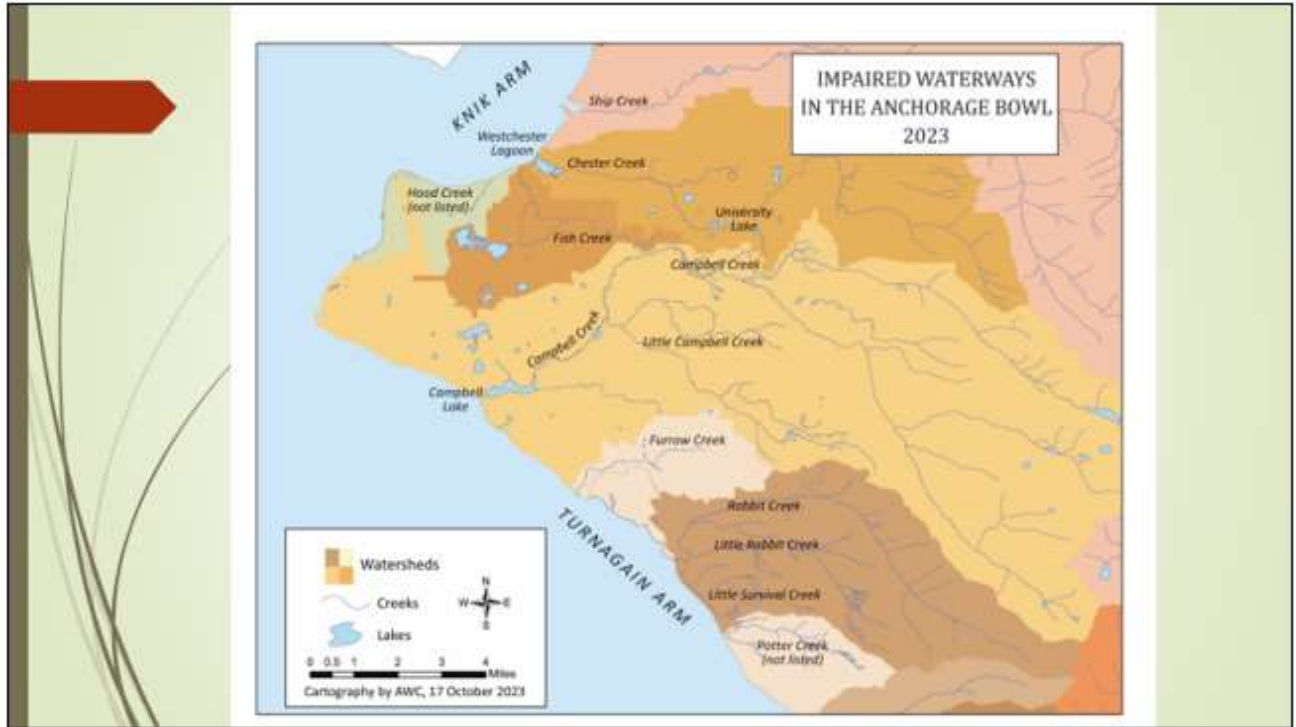 IMPAIRED WATERWAYS
IN THE ANCHORAGE BOWL
2023
KNIK ARM
Ship Creek
Westchester
Lagoon
Chester Creek
Hood Creek
(not listed)
University
Lake
Fish Creek
Campbell Creek
Campbell Creek
Little Campbell Creek
Campbell
Lake
Furrow Creek
Rabbit Creek
TURNAGAIN ARM
Little Rabbit Creek
Little Survival Creek
Potter Creek
(not listed)
Watersheds
Creeks
Lakes
N
W E
S
0 0.5 1 2 3 4
Miles
Cartography by AWC, 17 October 2023